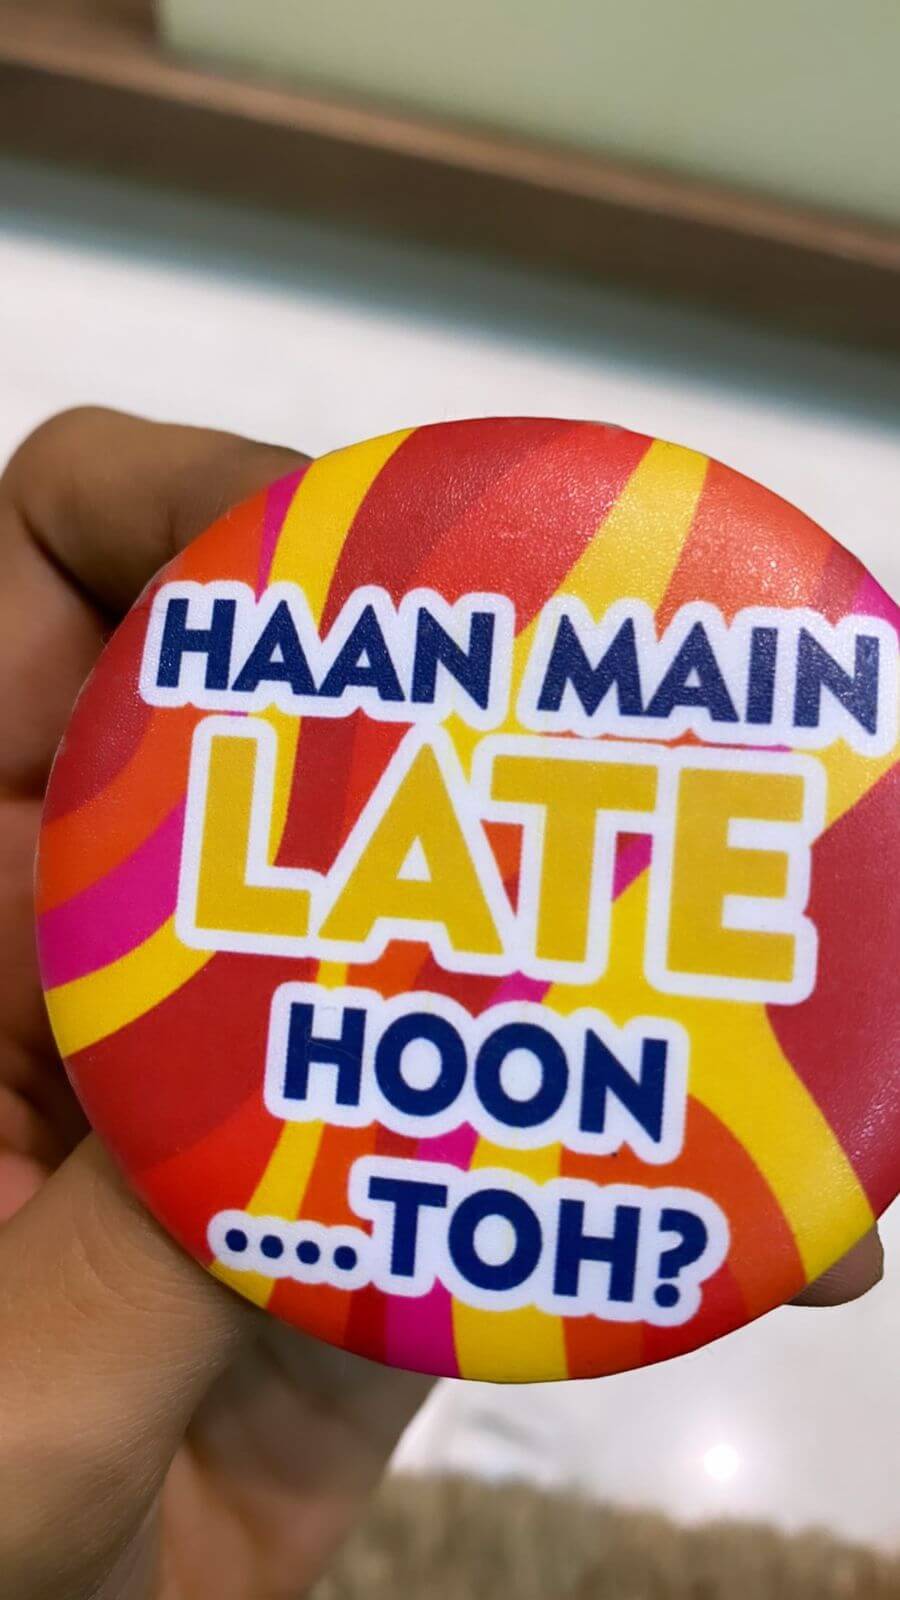 HAAN MAIN
LATE
HOON
....TOH?